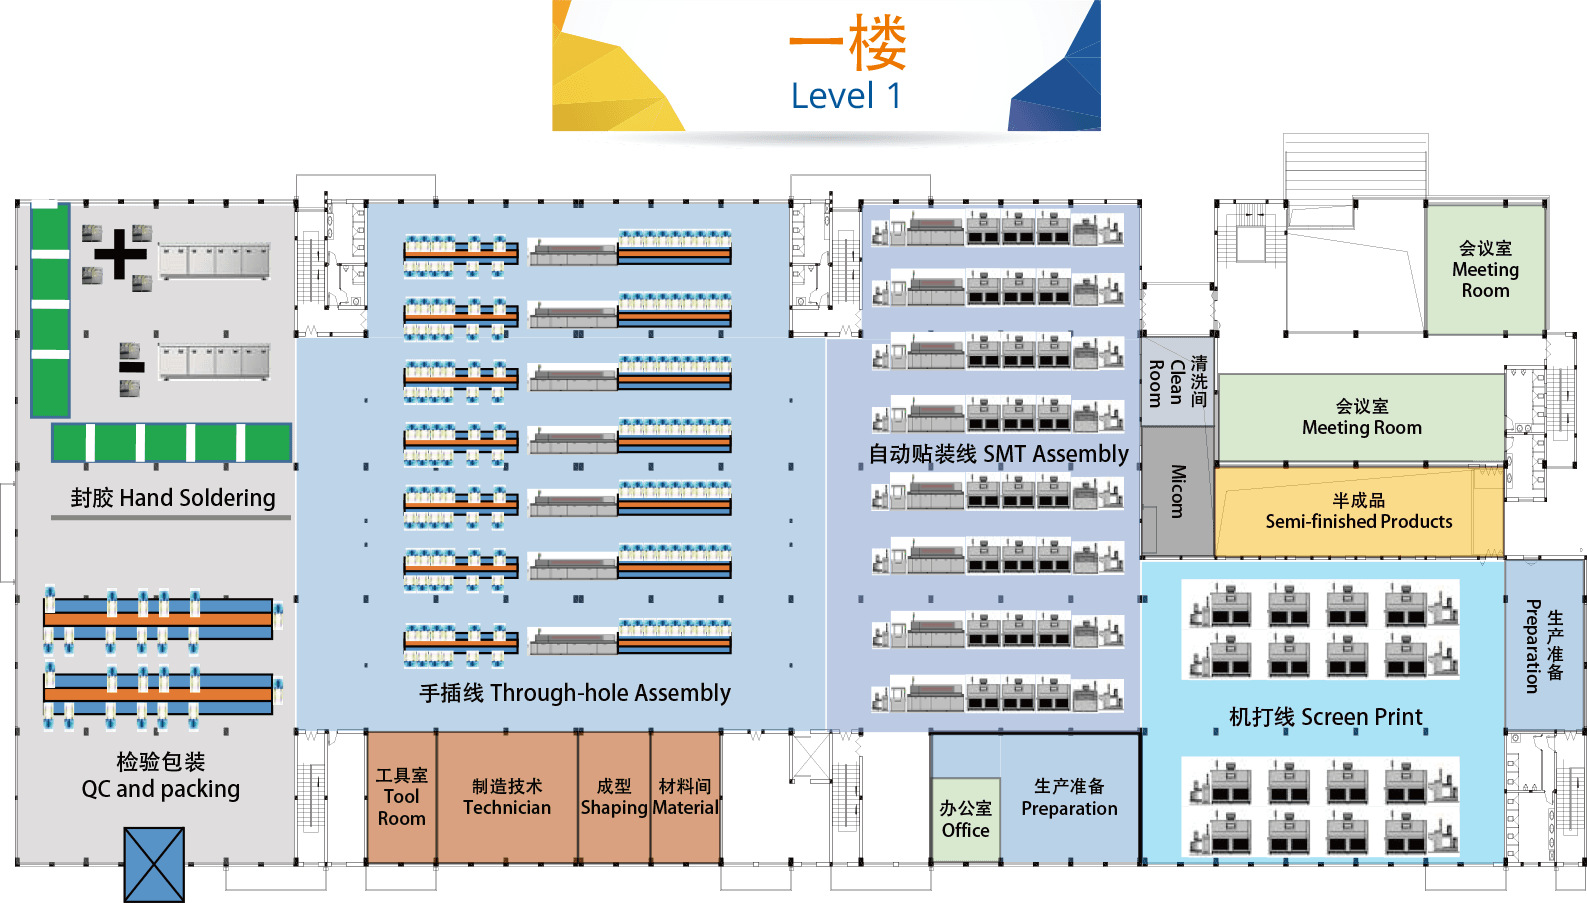 一楼
Level 1
会议室
Meeting
Room
清洗间
Clean
Room
会议室
Meeting Room
自动贴装线 SMT Assembly
Micom
封胶 Hand Soldering
半成品
Semi-finished Products
生产准备
Preparation
手插线 Through-hole Assembly
机打线 Screen Print
检验包装
QC and packing
工具室
Tool
Room
制造技术
Technician
成型
Shaping
材料间
Material
办公室
Office
生产准备
Preparation